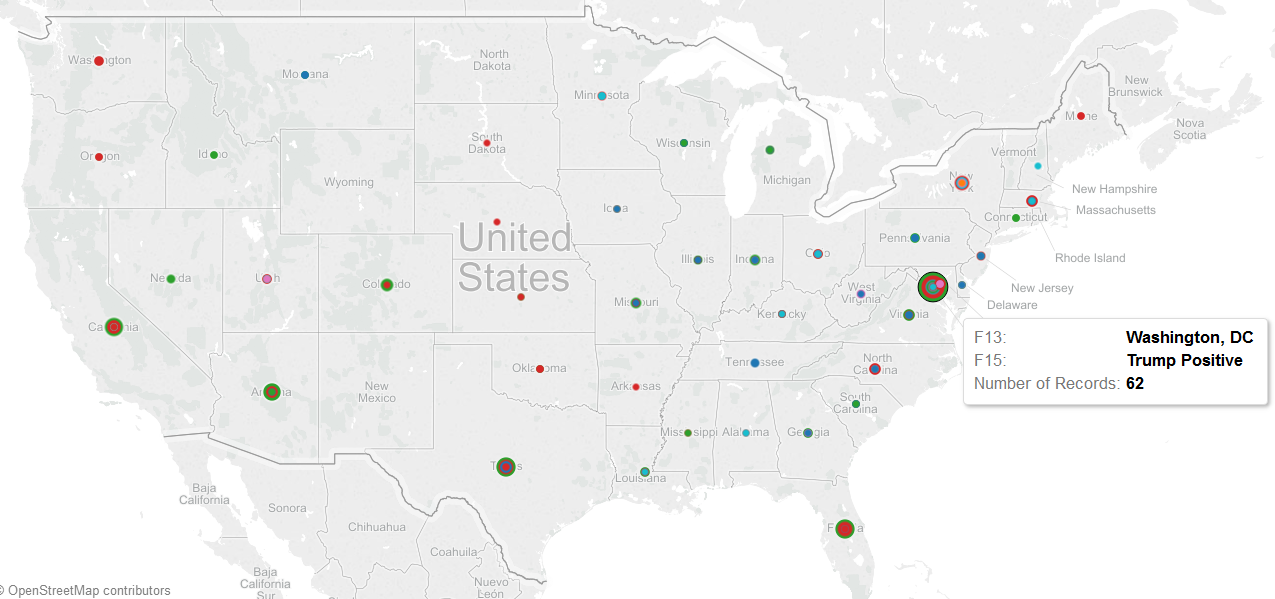 Washington
Montana
North
Dakota
Minnesota
New
Brunswick
Maine
Nova
Scotia
Oregon
Idaho
South
Dakota
Wisconsin
Vermont
Michigan
Wyoming
New
York
New Hampshire
Massachusetts
Iowa
Connecticut
United
States
Pennsylvania
Rhode Island
Nevada
Utah
Colorado
Illinois
Indiana
Ohio
West
Virginia
New Jersey
Delaware
Missouri
Kentucky
Virginia
California
F13: Washington, DC
F15: Trump Positive
Number of Records: 62
Tennessee
North
Carolina
Oklahoma
Arkansas
Arizona
New
Mexico
South
Carolina
Mississippi
Alabama
Georgia
Texas
Louisiana
Baja
California
Sonora
Chihuahua
Florida
Coahuila
Baja
California
Sur
Nuevo
León
© OpenStreetMap contributors